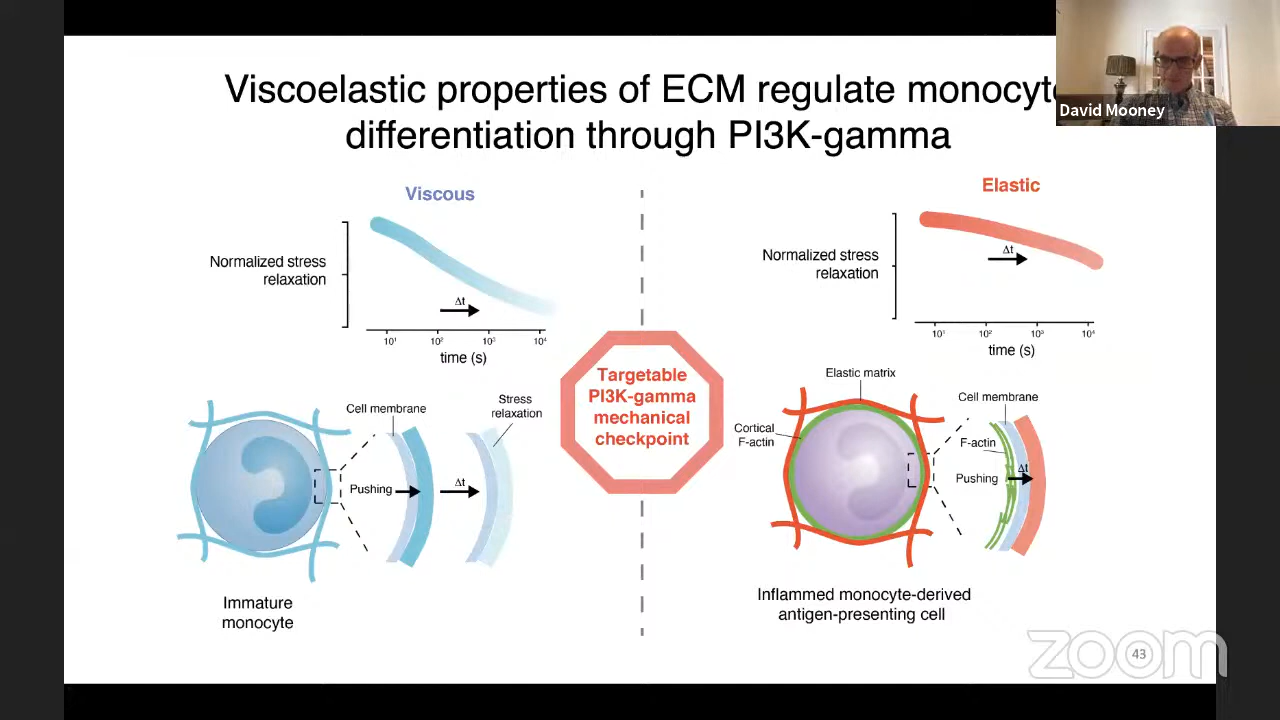 Viscoelastic properties of ECM regulate monocyte
differentiation through PI3K-gamma
David Mooney
Viscous
Normalized stress
relaxation
Δt
10¹ 10² 10³ 10⁴
time (s)
Elastic
Normalized stress
relaxation
Δt
10¹ 10² 10³ 10⁴
time (s)
Targetable
PI3K-gamma
mechanical
checkpoint
Cell membrane
Stress
relaxation
Pushing
Δt
Immature
monocyte
Elastic matrix
Cortical
F-actin
Cell membrane
F-actin
Pushing
Δt
Inflammed monocyte-derived
antigen-presenting cell
zoom
43